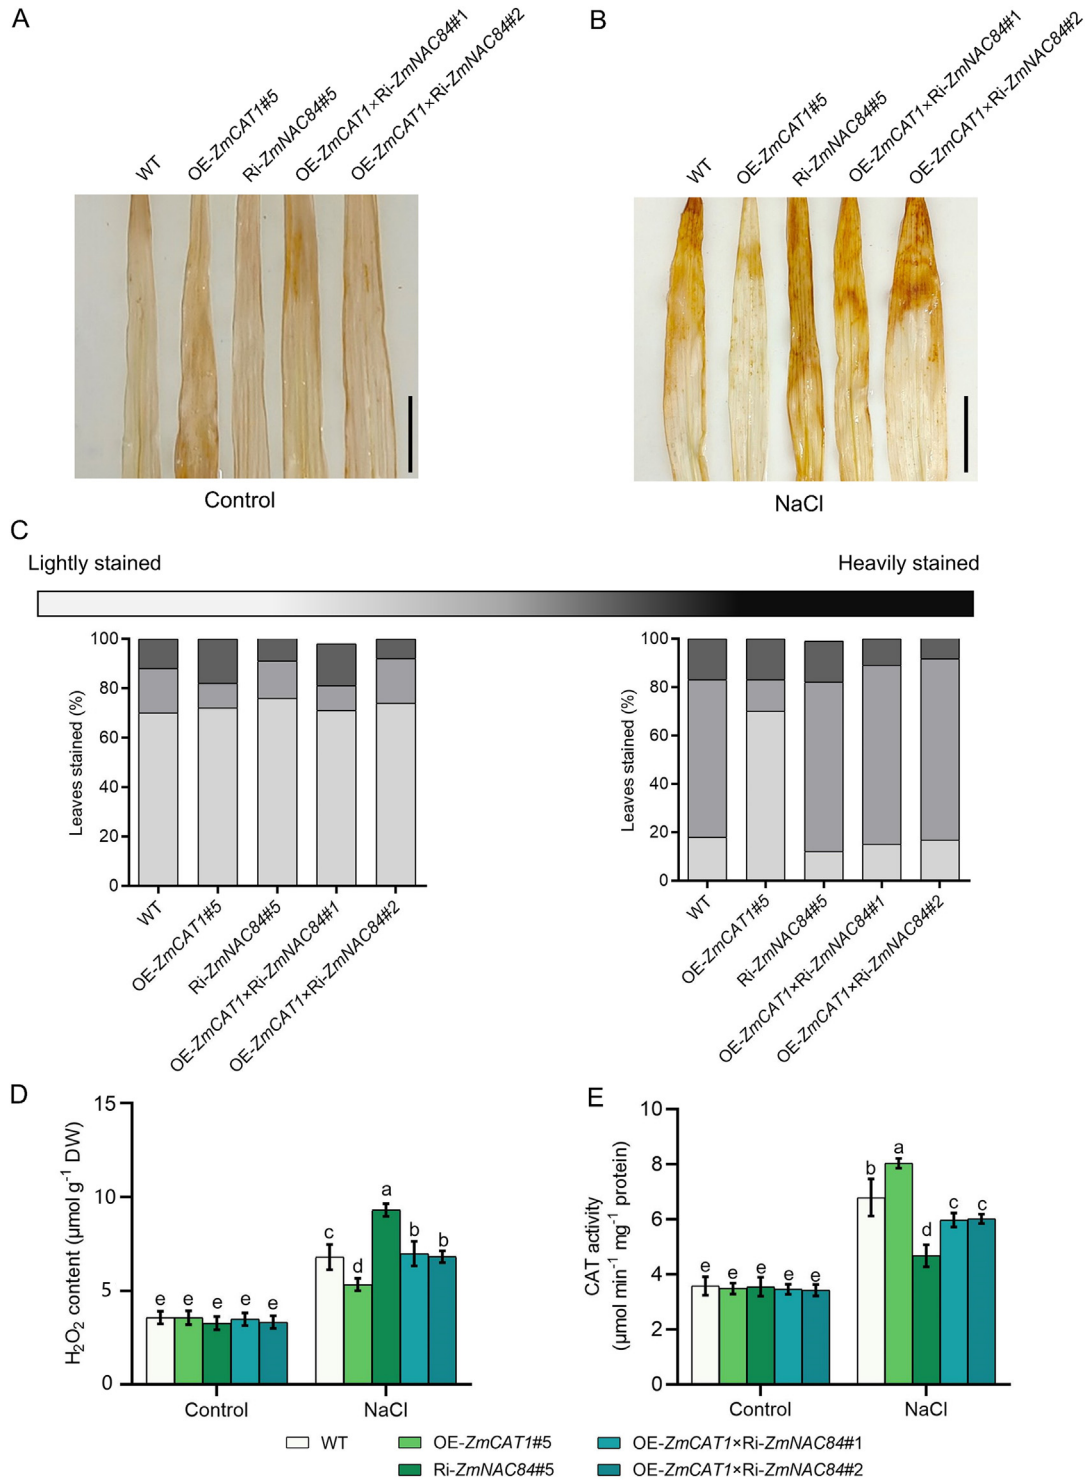 A
WT
OE-ZmCAT1#5
Ri-ZmNAC84#5
OE-ZmCAT1×Ri-ZmNAC84#1
OE-ZmCAT1×Ri-ZmNAC84#2
Control
B
WT
OE-ZmCAT1#5
Ri-ZmNAC84#5
OE-ZmCAT1×Ri-ZmNAC84#1
OE-ZmCAT1×Ri-ZmNAC84#2
NaCl
C
Lightly stained
Heavily stained
Leaves stained (%)
100
80
60
40
20
0
WT
OE-ZmCAT1#5
Ri-ZmNAC84#5
OE-ZmCAT1×Ri-ZmNAC84#1
OE-ZmCAT1×Ri-ZmNAC84#2
Leaves stained (%)
100
80
60
40
20
0
WT
OE-ZmCAT1#5
Ri-ZmNAC84#5
OE-ZmCAT1×Ri-ZmNAC84#1
OE-ZmCAT1×Ri-ZmNAC84#2
D
H₂O₂ content (μmol g⁻¹ DW)
15
10
5
0
e e e e e
c d a b b
Control
NaCl
E
CAT activity
(μmol min⁻¹ mg⁻¹ protein)
10
8
6
4
2
0
e e e e e
b a d c c
Control
NaCl
WT
OE-ZmCAT1#5
OE-ZmCAT1×Ri-ZmNAC84#1
Ri-ZmNAC84#5
OE-ZmCAT1×Ri-ZmNAC84#2